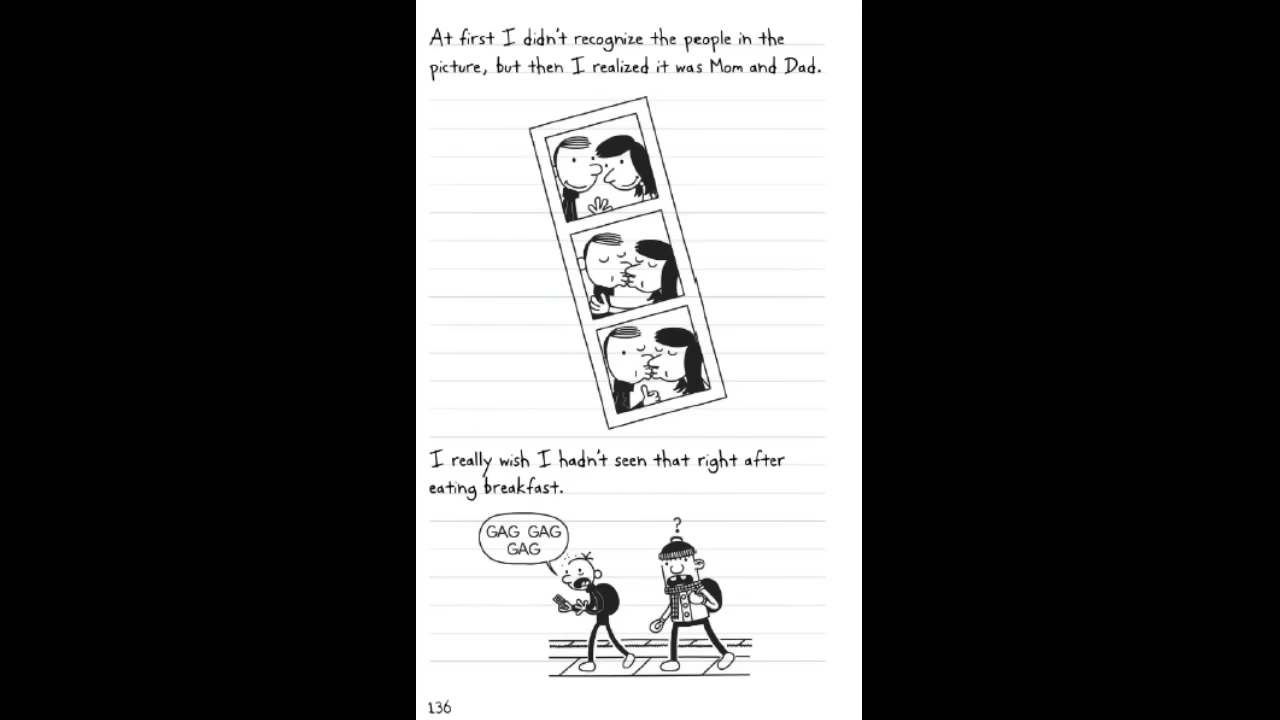 At first I didn't recognize the people in the
picture, but then I realized it was Mom and Dad.
I really wish I hadn't seen that right after
eating breakfast.
GAG GAG
GAG
?
136